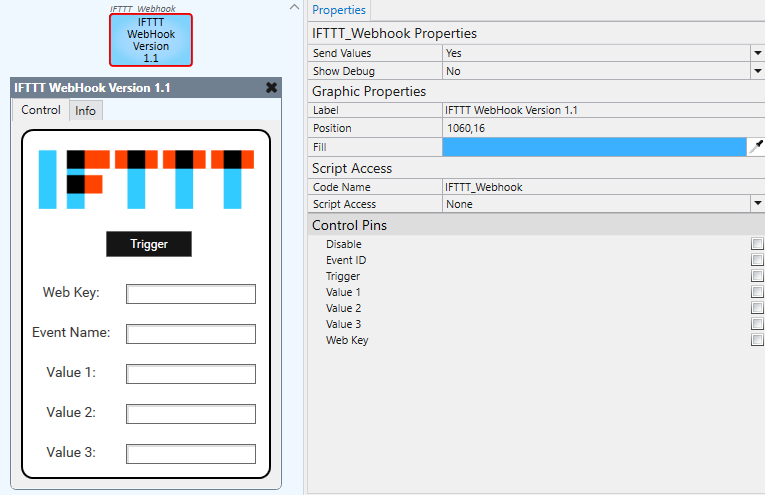 IFTTT_Webhook
IFTTT
WebHook
Version
1.1
IFTTT WebHook Version 1.1
Control
Info
IFTTT
Trigger
Web Key:
Event Name:
Value 1:
Value 2:
Value 3:
Properties
IFTTT_Webhook Properties
Send Values Yes
Show Debug No
Graphic Properties
Label IFTTT WebHook Version 1.1
Position 1060,16
Fill
Script Access
Code Name IFTTT_Webhook
Script Access None
Control Pins
Disable
Event ID
Trigger
Value 1
Value 2
Value 3
Web Key